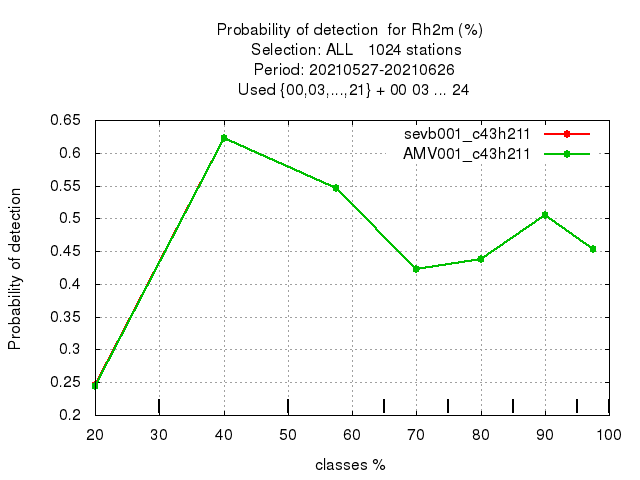 Probability of detection  for Rh2m (%)
Selection: ALL   1024 stations
Period: 20210527-20210626
Used {00,03,...,21} + 00 03 ... 24
sevb001_c43h211
AMV001_c43h211
0.65
0.6
0.55
0.5
0.45
0.4
0.35
0.3
0.25
0.2
Probability of detection
20 30 40 50 60 70 80 90 100
classes %